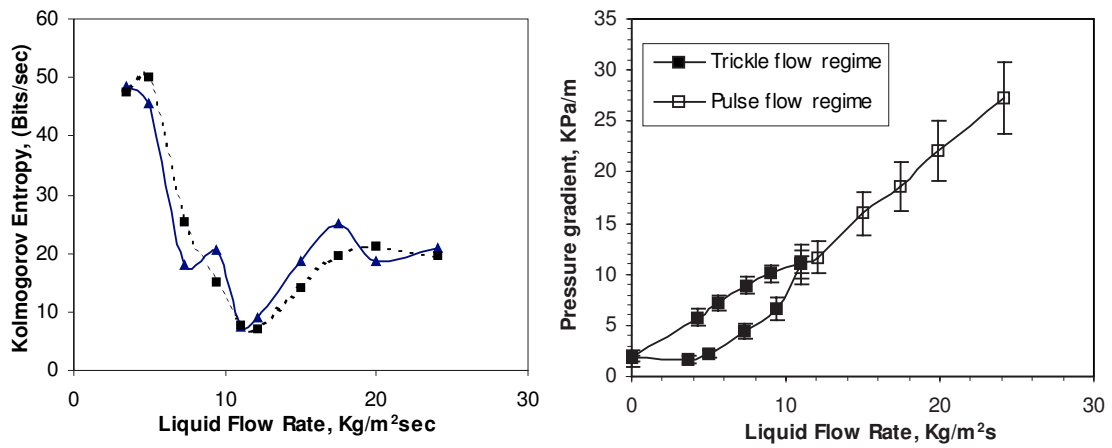 60
50
40
30
20
10
0
0 10 20 30
Kolmogorov Entropy, (Bits/sec)
Liquid Flow Rate, Kg/m²sec
35
30
25
20
15
10
5
0
0 10 20 30
Pressure gradient, KPa/m
Liquid Flow Rate, Kg/m²s
Trickle flow regime
Pulse flow regime